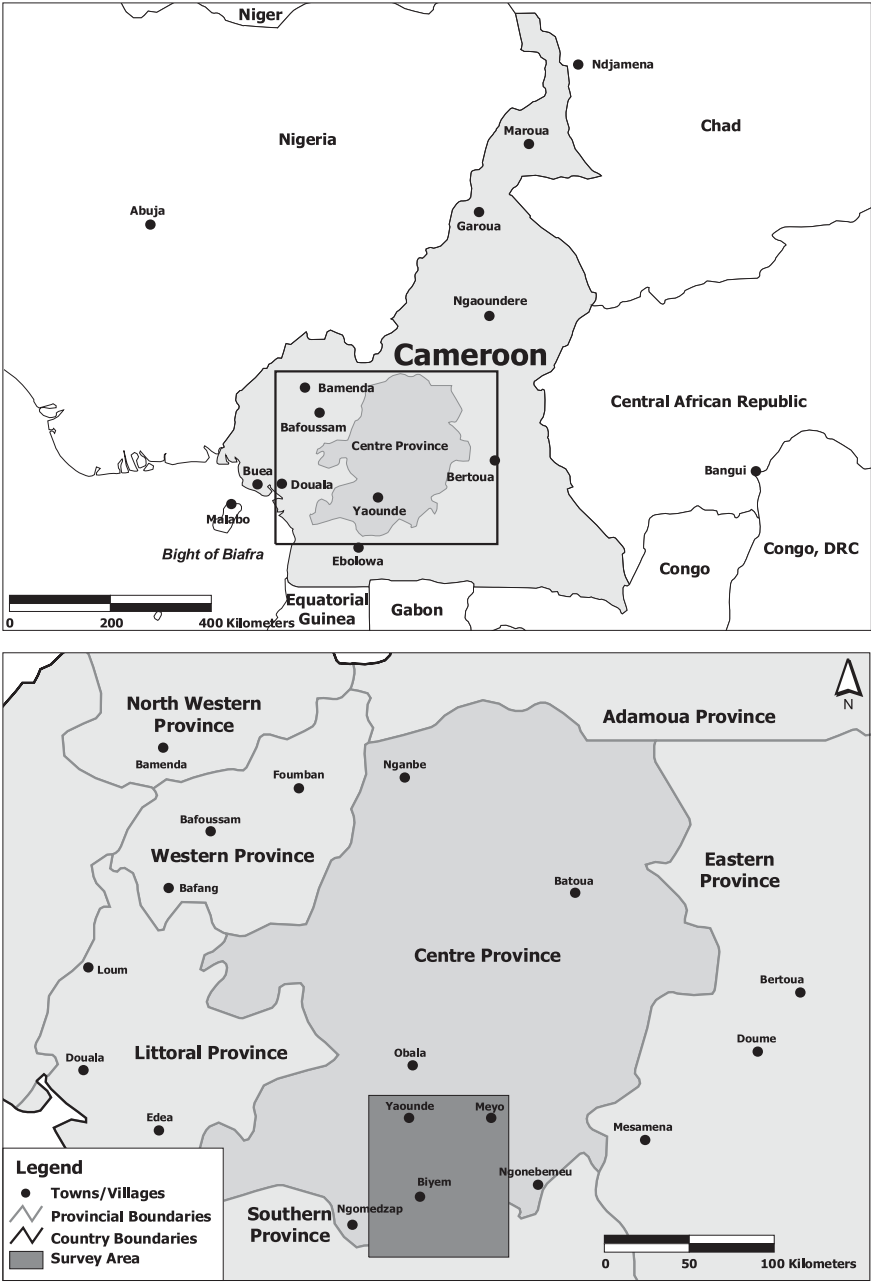 Niger
Ndjamena
Nigeria
Maroua
Chad
Abuja
Garoua
Ngaoundere
Cameroon
Bamenda
Bafoussam
Centre Province
Central African Republic
Buea
Douala
Bertoua
Bangui
Malabo
Yaounde
Bight of Biafra
Ebolowa
Congo, DRC
Congo
Equatorial
Guinea
Gabon
0 200 400 Kilometers
North Western
Province
Adamoua Province
N
Bamenda
Foumban
Nganbe
Bafoussam
Western Province
Eastern
Province
Bafang
Batoua
Centre Province
Loum
Bertoua
Littoral Province
Obala
Doume
Douala
Edea
Yaounde
Meyo
Mesamena
Ngonebemeu
Biyem
Ngomedzap
Southern
Province
Legend
Towns/Villages
Provincial Boundaries
Country Boundaries
Survey Area
0 50 100 Kilometers